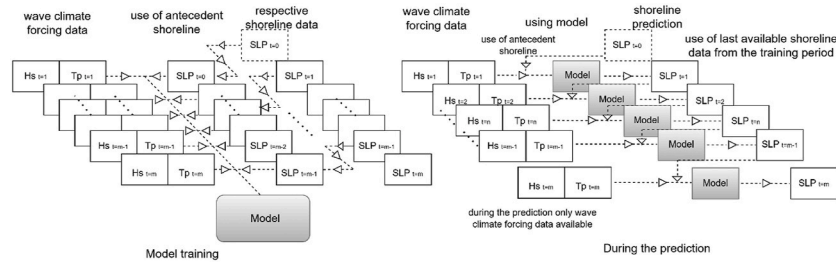 wave climate
forcing data
use of antecedent
shoreline
respective
shoreline data
SLP t=0
Hs t=1 Tp t=1 SLP t=0 SLP t=1
Hs t=m-1 Tp t=m-1 SLP t=m-2 SLP t=m-1
Hs t=m Tp t=m SLP t=m-1 SLP t=m
Model
Model training
wave climate
forcing data
using model
shoreline
prediction
use of antecedent
shoreline
SLP t=0
use of last available shoreline
data from the training period
Hs t=1 Tp t=1 Model SLP t=1
Hs t=2 Tp t=2 Model SLP t=2
Hs t=n Tp t=n Model SLP t=n
Hs t=m-1 Tp t=m-1 Model SLP t=m-1
Hs t=m Tp t=m Model SLP t=m
during the prediction only wave
climate forcing data available
During the prediction